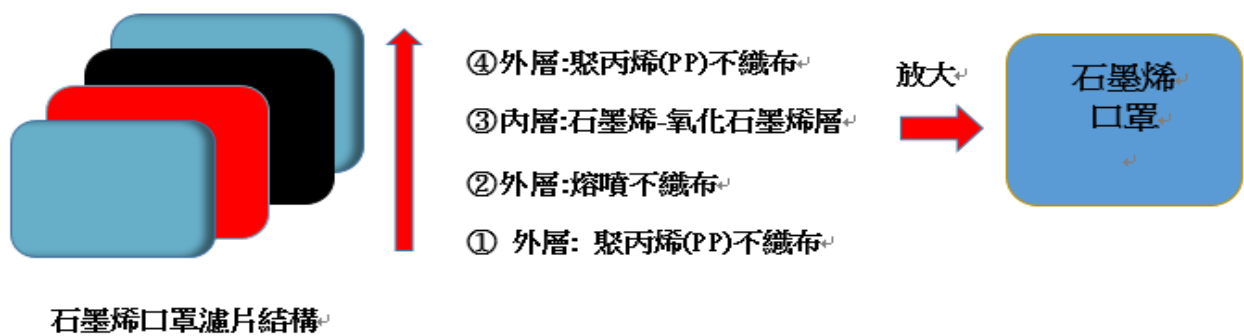 ④外層:聚丙烯(PP)不織布
③內層:石墨烯-氧化石墨烯層
②外層:熔噴不織布
① 外層: 聚丙烯(PP)不織布
放大
石墨烯
口罩
石墨烯口罩濾片結構